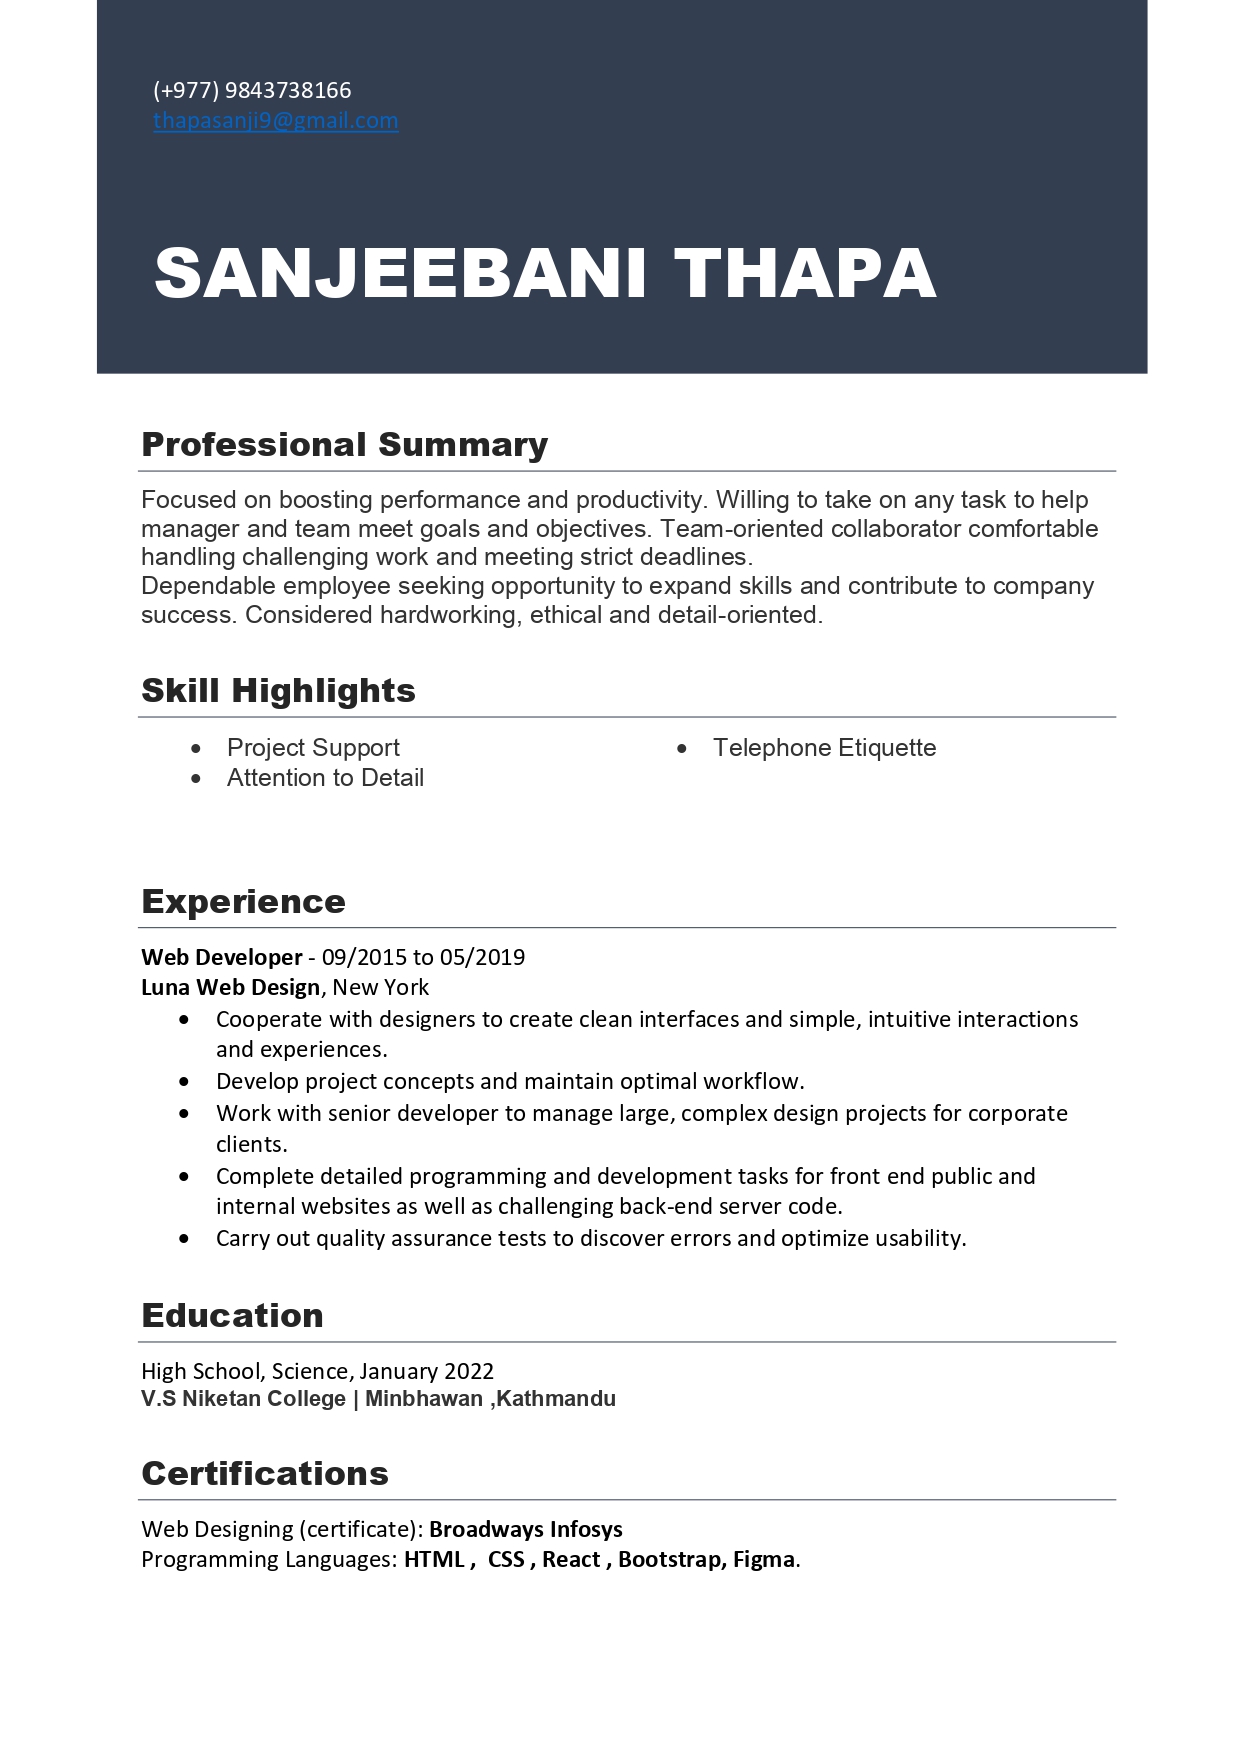 (+977) 9843738166
thapasanji9@gmail.com
SANJEEBANI THAPA
Professional Summary
Focused on boosting performance and productivity. Willing to take on any task to help
manager and team meet goals and objectives. Team-oriented collaborator comfortable
handling challenging work and meeting strict deadlines.
Dependable employee seeking opportunity to expand skills and contribute to company
success. Considered hardworking, ethical and detail-oriented.
Skill Highlights
• Project Support
• Attention to Detail
• Telephone Etiquette
Experience
Web Developer - 09/2015 to 05/2019
Luna Web Design, New York
• Cooperate with designers to create clean interfaces and simple, intuitive interactions
and experiences.
• Develop project concepts and maintain optimal workflow.
• Work with senior developer to manage large, complex design projects for corporate
clients.
• Complete detailed programming and development tasks for front end public and
internal websites as well as challenging back-end server code.
• Carry out quality assurance tests to discover errors and optimize usability.
Education
High School, Science, January 2022
V.S Niketan College | Minbhawan ,Kathmandu
Certifications
Web Designing (certificate): Broadways Infosys
Programming Languages: HTML ,  CSS , React , Bootstrap, Figma.